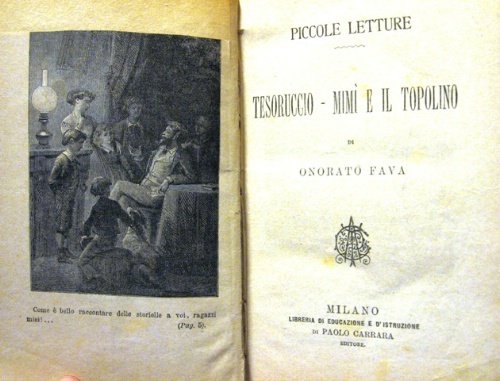 Come è bello raccontare delle storielle a voi, ragazzi
miei!...
(Pag. 5).
PICCOLE LETTURE
TESORUCCIO - MIMÌ E IL TOPOLINO
DI
ONORATO FAVA
MILANO
LIBRERIA DI EDUCAZIONE E D'ISTRUZIONE
DI PAOLO CARRARA
EDITORE.